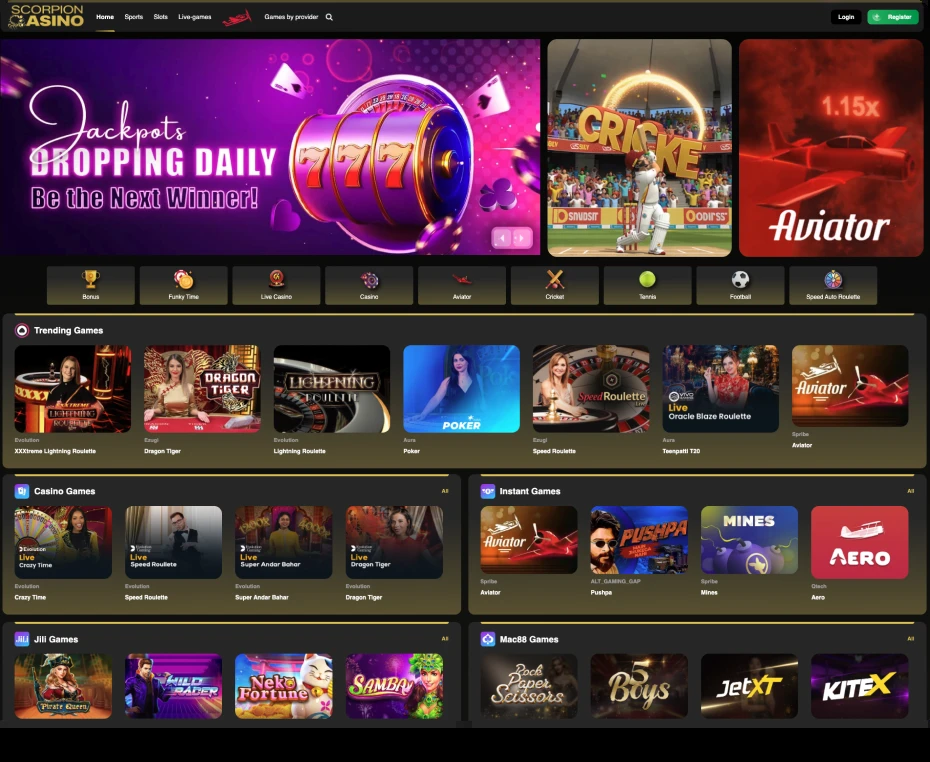 SCORPION
CASINO
Home
Sports
Slots
Live-games
Games by provider
Login
Register
Jackpots
DROPPING DAILY
Be the Next Winner!
777
CRICKE
1.15x
Aviator
Bonus
Funky Time
Live Casino
Casino
Aviator
Cricket
Tennis
Football
Speed Auto Roulette
Trending Games
XXXTREME
LIGHTNING
ROULETTE
DRAGON
TIGER
LIGHTNING
ROULETTE
POKER
Speed Roulette
VIVO
Live
Oracle Blaze Roulette
Aviator
Evolution
XXXtreme Lightning Roulette
Ezugi
Dragon Tiger
Evolution
Lightning Roulette
Aura
Poker
Ezugi
Speed Roulette
Aura
Teenpatti T20
Spribe
Aviator
Casino Games
All
Evolution
Live
Crazy Time
Live
Speed Roullete
Live
Super Andar Bahar
Live
Dragon Tiger
Evolution
Crazy Time
Evolution
Speed Roulette
Evolution
Super Andar Bahar
Evolution
Dragon Tiger
Instant Games
All
Aviator
PUSHPA
MINES
AERO
Spribe
Aviator
ALT_GAMING_GAP
Pushpa
Spribe
Mines
Qtech
Aero
JILI
Jili Games
All
Pirate Queen
WILD
RACER
Neko
Fortune
SAMBA
Mac88 Games
All
Rock
Paper
Scissors
5
Boys
JetXT
KITEX